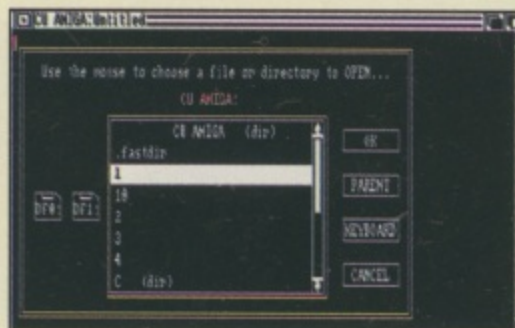 CU AMIGA:Untitled
Use the mouse to choose a file or directory to OPEN...
CU AMIGA:
CU AMIGA (dir)
.fastdir
1
10
2
3
4
C (dir)
DF0: DF1:
OK
PARENT
KEYBOARD
CANCEL